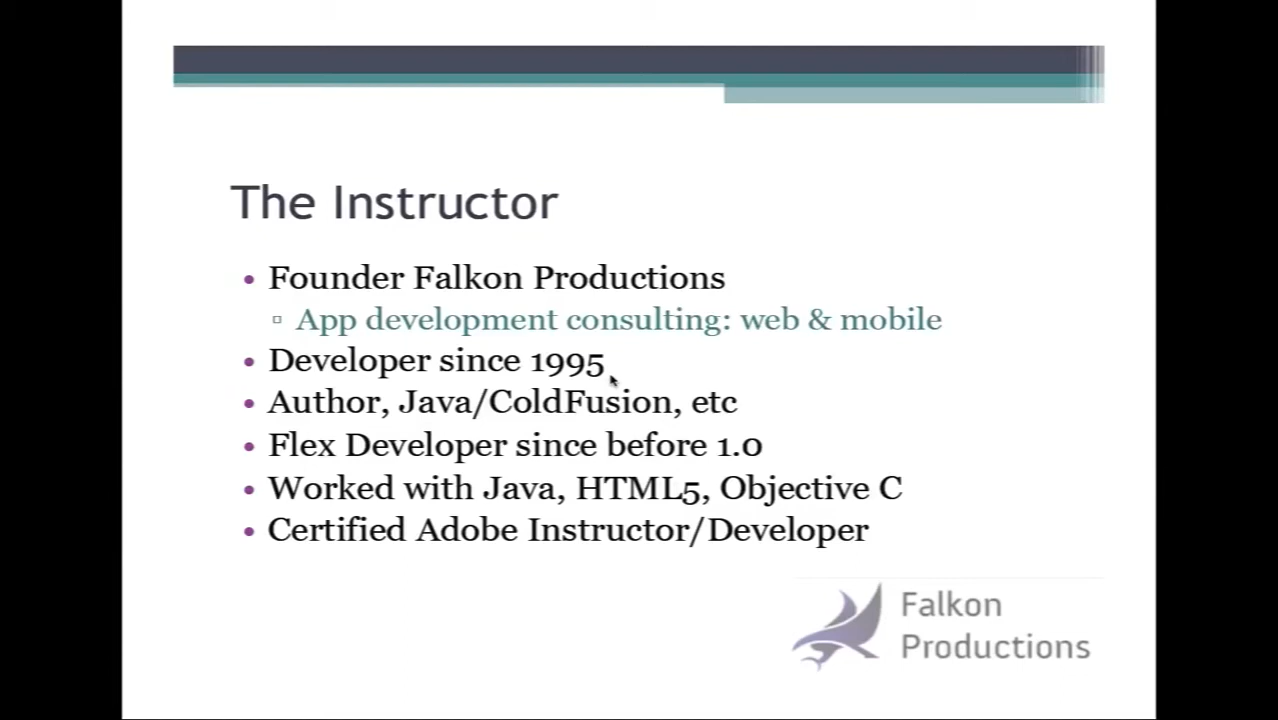 The Instructor
• Founder Falkon Productions
▫ App development consulting: web & mobile
• Developer since 1995
• Author, Java/ColdFusion, etc
• Flex Developer since before 1.0
• Worked with Java, HTML5, Objective C
• Certified Adobe Instructor/Developer
Falkon
Productions